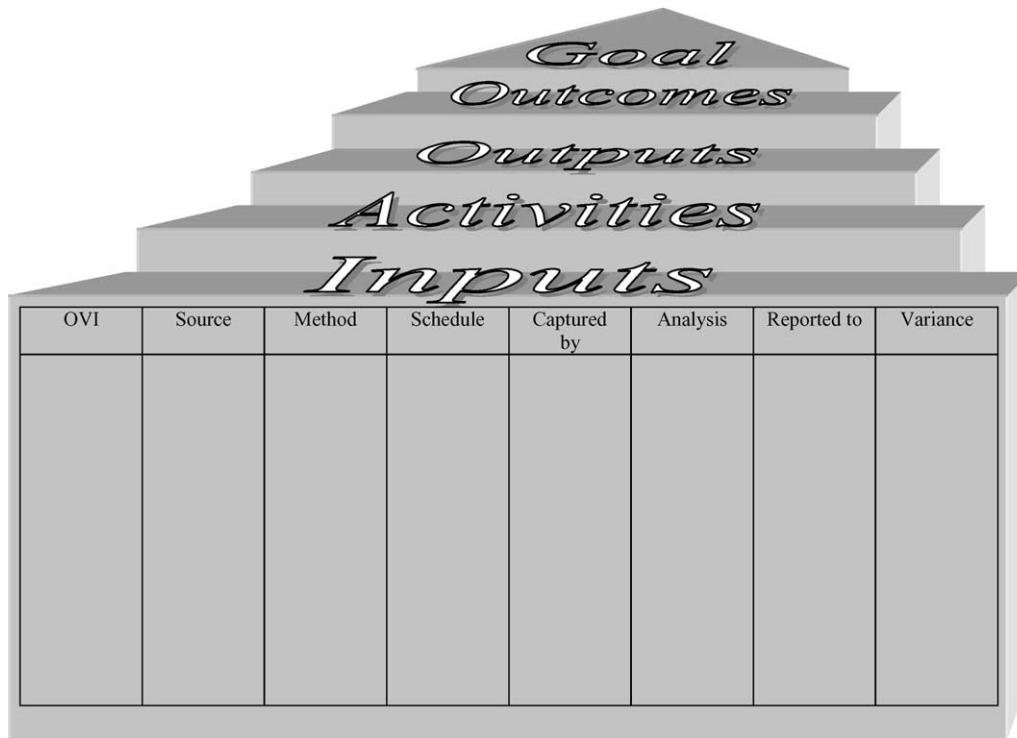 Goal
Outcomes
Outputs
Activities
Inputs
OVI Source Method Schedule Captured by Analysis Reported to Variance